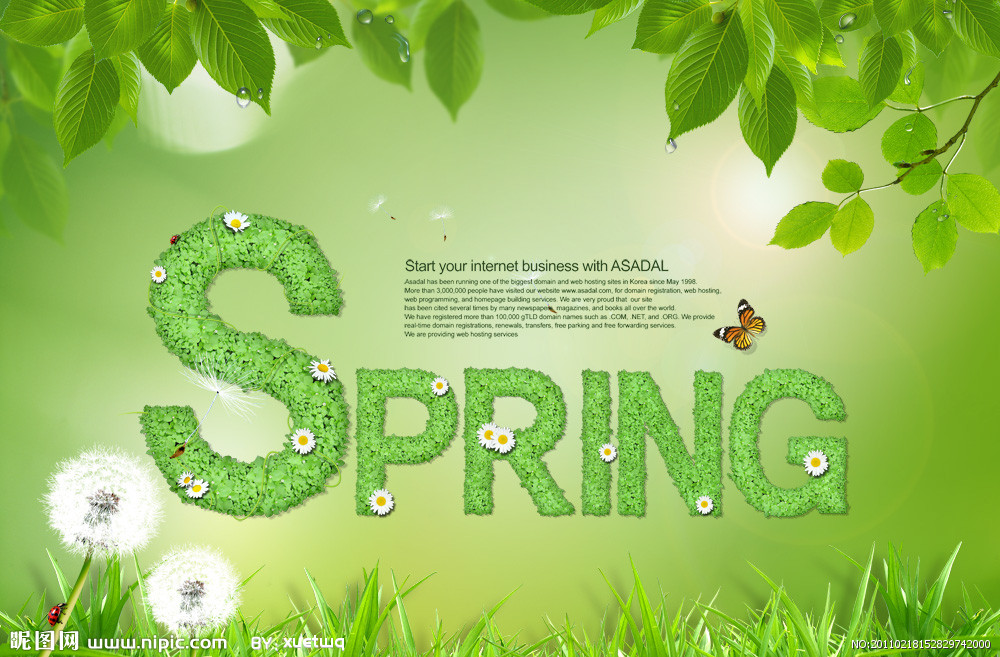 Start your internet business with ASADAL
Asadal has been running one of the biggest domain and web hosting sites in Korea since May 1998.
More than 3,000,000 people have visited our website www.asadal.com, for domain registration, web hosting,
web programming, and homepage building services. We are very proud that our site
has been cited several times by many newspapers, magazines, and books all over the world.
We have registered more than 100,000 gTLD domain names such as .COM, .NET, and .ORG. We provide
real-time domain registrations, renewals, transfers, free parking and free forwarding services.
We are providing web hosting services
SPRING
昵图网 www.nipic.com BY: xuetwq
NO:20110218152829742000